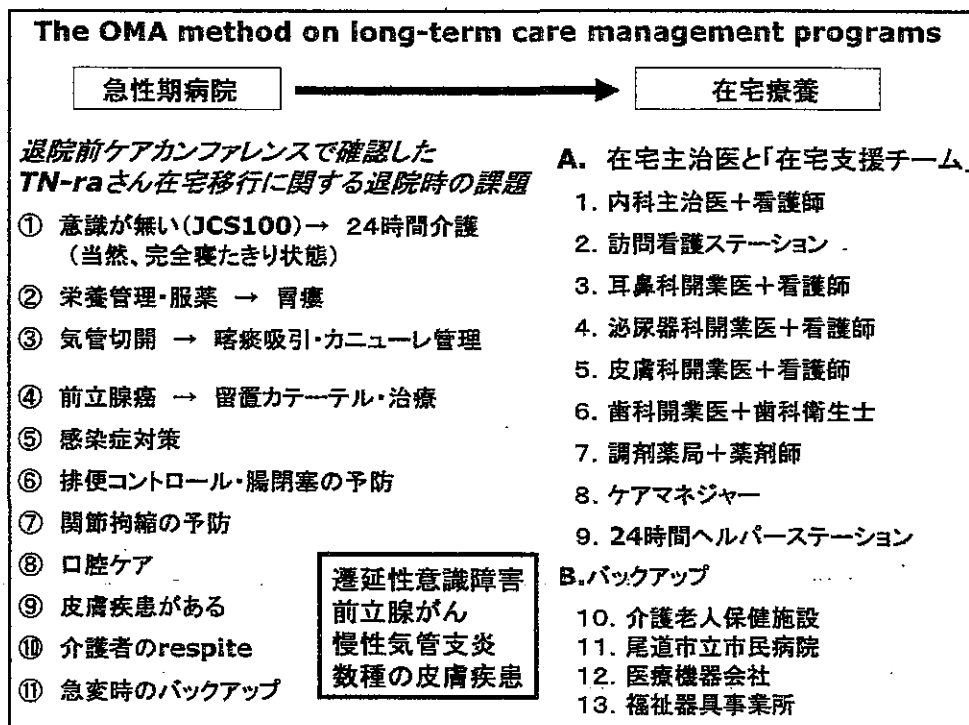 The OMA method on long-term care management programs
急性期病院
在宅療養
退院前ケアカンファレンスで確認した
TN-raさん在宅移行に関する退院時の課題
① 意識が無い(JCS100)→ 24時間介護
(当然、完全寝たきり状態)
② 栄養管理・服薬 → 胃瘻
③ 気管切開 → 喀痰吸引・カニューレ管理
④ 前立腺癌 → 留置カテーテル・治療
⑤ 感染症対策
⑥ 排便コントロール・腸閉塞の予防
⑦ 関節拘縮の予防
⑧ 口腔ケア
⑨ 皮膚疾患がある
⑩ 介護者のrespite
⑪ 急変時のバックアップ
遷延性意識障害
前立腺がん
慢性気管支炎
数種の皮膚疾患
A. 在宅主治医と「在宅支援チーム」
1. 内科主治医+看護師
2. 訪問看護ステーション
3. 耳鼻科開業医+看護師
4. 泌尿器科開業医+看護師
5. 皮膚科開業医+看護師
6. 歯科開業医+歯科衛生士
7. 調剤薬局+薬剤師
8. ケアマネジャー
9. 24時間ヘルパーステーション
B.バックアップ
10. 介護老人保健施設
11. 尾道市立市民病院
12. 医療機器会社
13. 福祉器具事業所